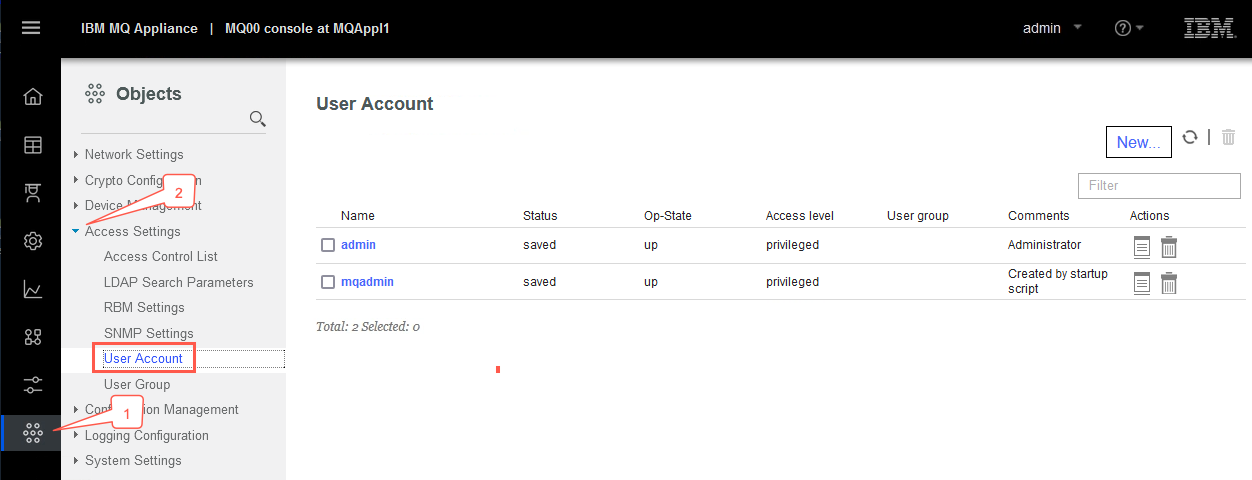 IBM MQ Appliance | MQ00 console at MQAppl1
admin
?
IBM
Objects
Network Settings
Crypto Configuration
Device Management
Access Settings
Access Control List
LDAP Search Parameters
RBM Settings
SNMP Settings
User Account
User Group
Configuration Management
Logging Configuration
System Settings
2
1
User Account
New...
Filter
Name Status Op-State Access level User group Comments Actions
admin saved up privileged Administrator
mqadmin saved up privileged Created by startup
script
Total: 2 Selected: 0